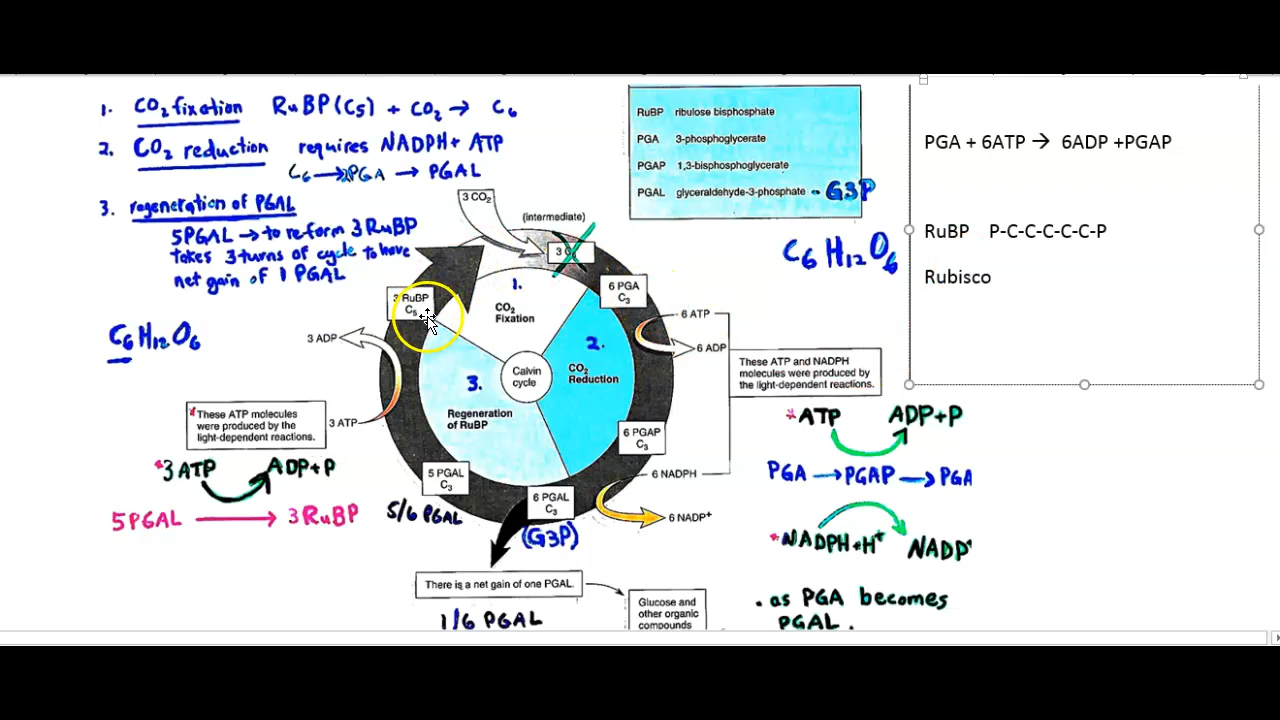 1. CO2 fixation RuBP (C5) + CO2 → C6
2. CO2 reduction requires NADPH + ATP
C6 → 2PGA → PGAL
3. regeneration of PGAL
5PGAL → to re-form 3 RuBP
takes 3 turns of cycle to have
net gain of 1 PGAL
C6H12O6
RuBP ribulose bisphosphate
PGA 3-phosphoglycerate
PGAP 1,3-bisphosphoglycerate
PGAL glyceraldehyde-3-phosphate - G3P
C6H12O6
PGA + 6ATP → 6ADP +PGAP
RuBP P-C-C-C-C-C-P
Rubisco
3 CO2
(intermediate)
1.
CO2
Fixation
6 PGA
C3
3 RuBP
C5
6 ATP
6 ADP
2.
CO2
Reduction
Calvin
cycle
3.
Regeneration
of RuBP
3 ADP
3 ATP
These ATP molecules
were produced by the
light-dependent reactions.
*3 ATP ADP+P
5PGAL → 3 RuBP
These ATP and NADPH
molecules were produced by
the light-dependent reactions.
6 PGAP
C3
6 NADPH
6 NADP+
5 PGAL
C3
6 PGAL
C3
5/6 PGAL
(G3P)
There is a net gain of one PGAL.
1/6 PGAL
Glucose and
other organic
compounds
*ATP ADP+P
PGA → PGAP → PGA
*NADPH+H+ NADP+
. as PGA becomes
PGAL.